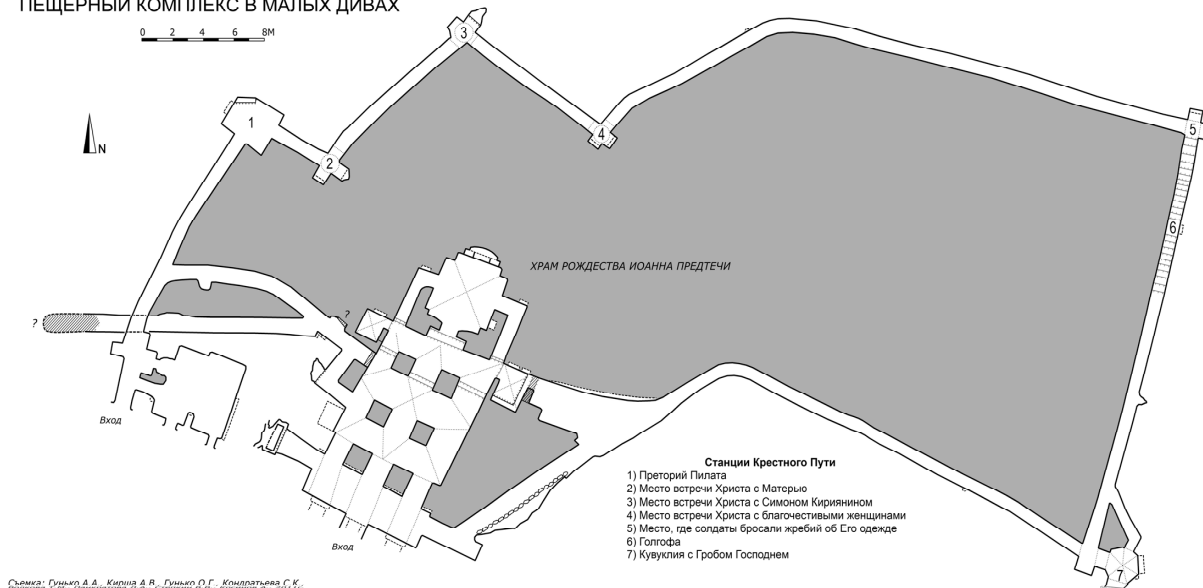 ПЕЩЕРНЫЙ КОМПЛЕКС В МАЛЫХ ДИВАХ
0 2 4 6 8М
N
1
2
3
4
5
6
7
ХРАМ РОЖДЕСТВА ИОАННА ПРЕДТЕЧИ
?
?
Вход
Вход
Станции Крестного Пути
1) Преторий Пилата
2) Место встречи Христа с Матерью
3) Место встречи Христа с Симоном Кириянином
4) Место встречи Христа с благочестивыми женщинами
5) Место, где солдаты бросали жребий об Его одежде
6) Голгофа
7) Кувуклия с Гробом Господнем
Съемка: Гунько А.А., Кирша А.В., Гунько О.Г., Кондратьева С.К.,